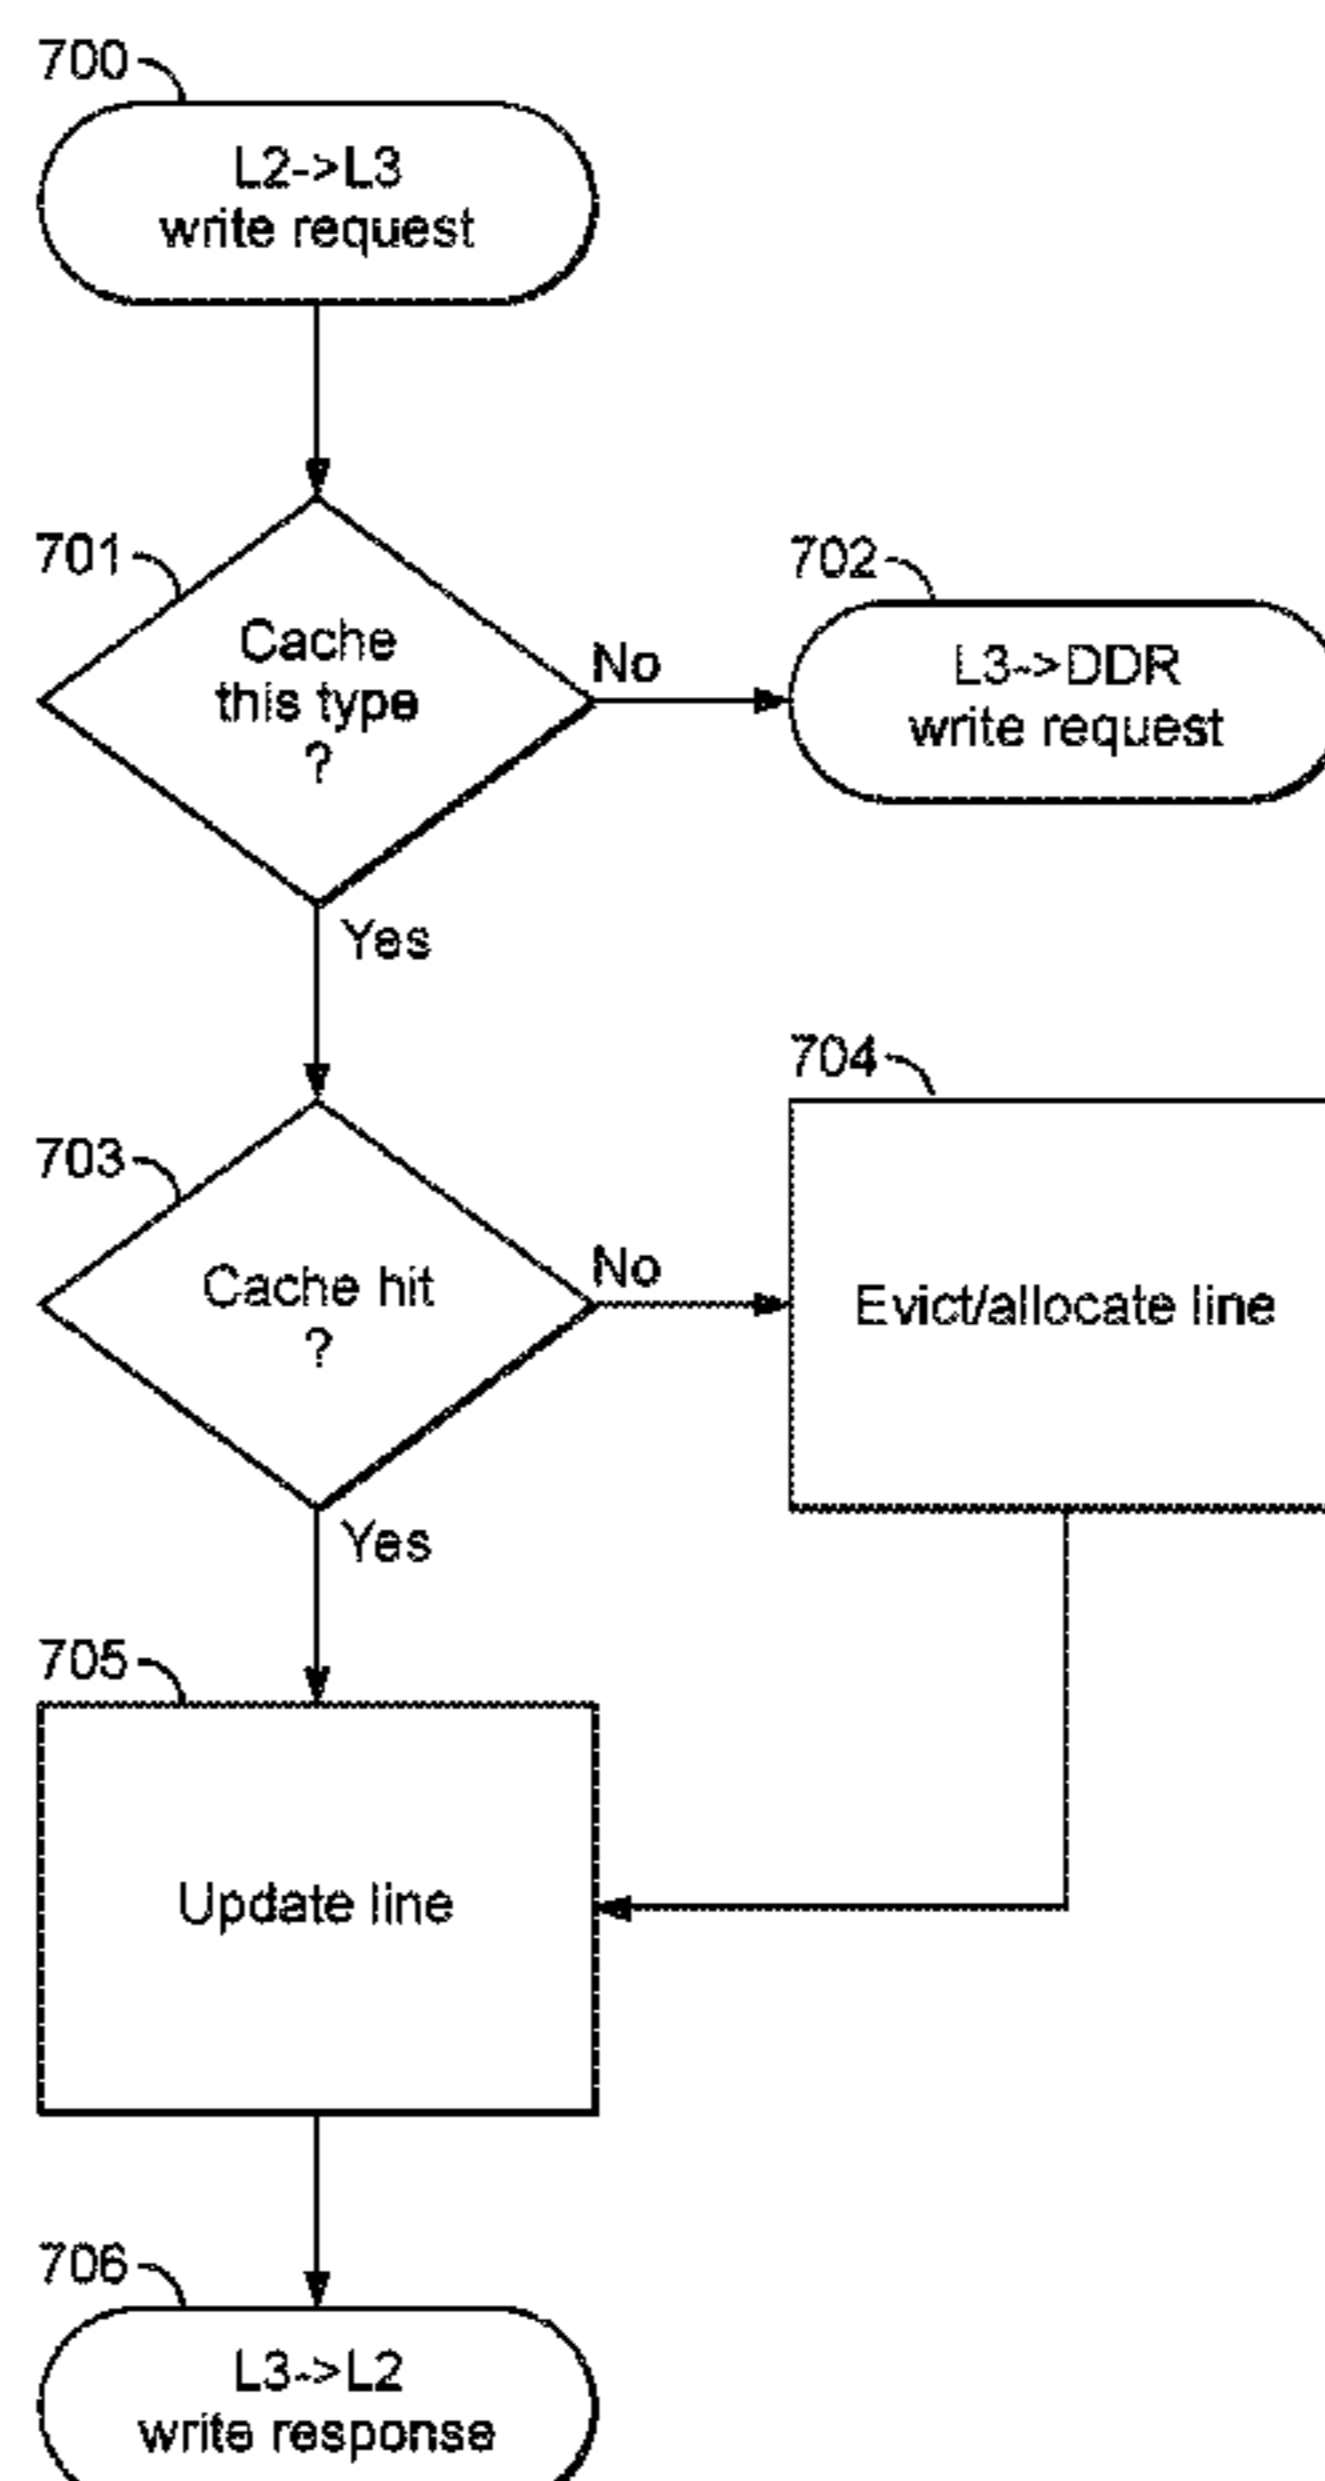 700
L2->L3
write request
701
Cache
this type
?
No
702
L3->DDR
write request
Yes
703
Cache hit
?
No
704
Evict/allocate line
Yes
705
Update line
706
L3->L2
write response